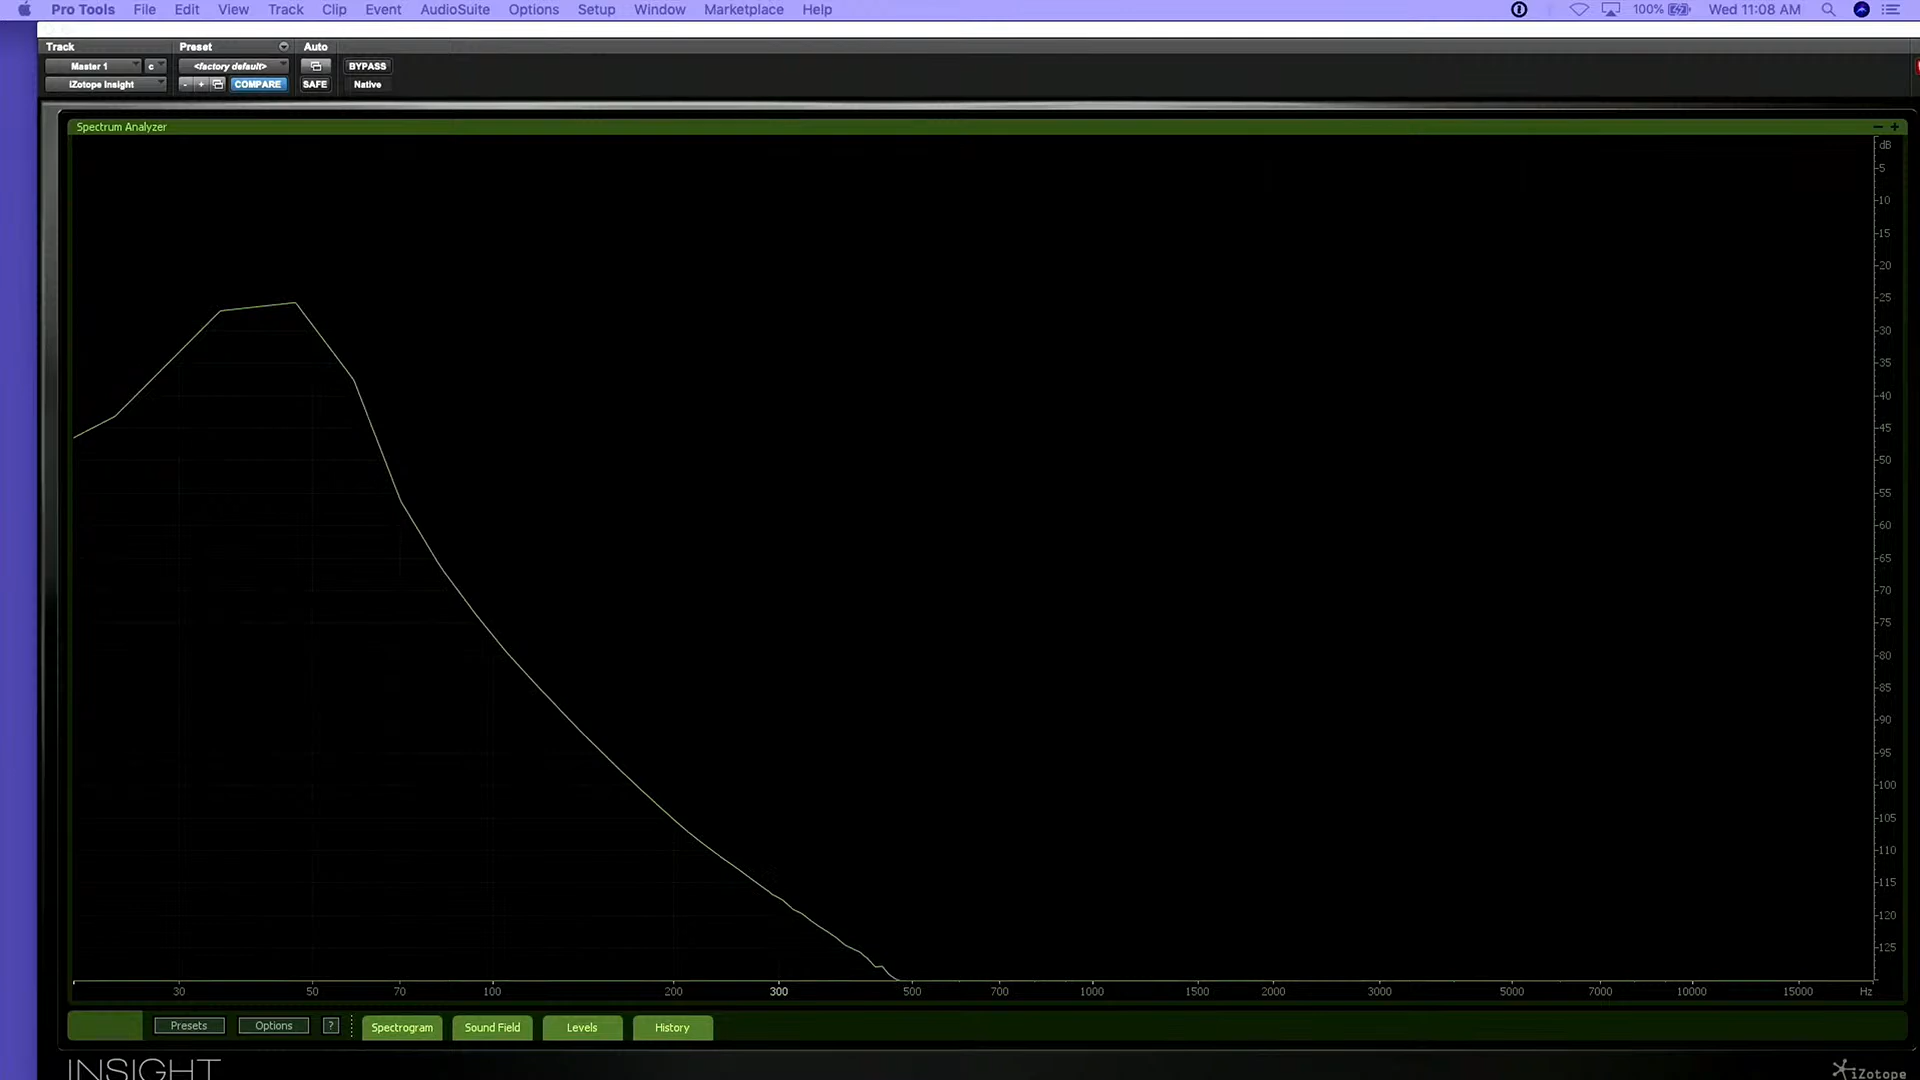 Pro Tools File Edit View Track Clip Event AudioSuite Options Setup Window Marketplace Help 100% Wed 11:08 AM
Track Preset Auto
Master 1 c <factory default> BYPASS
iZotope Insight - + COMPARE SAFE Native
Spectrum Analyzer - +
dB
-5
-10
-15
-20
-25
-30
-35
-40
-45
-50
-55
-60
-65
-70
-75
-80
-85
-90
-95
-100
-105
-110
-115
-120
-125
30 50 70 100 200 300 500 700 1000 1500 2000 3000 5000 7000 10000 15000 Hz
Presets Options ? Spectrogram Sound Field Levels History
INSIGHT iZotope